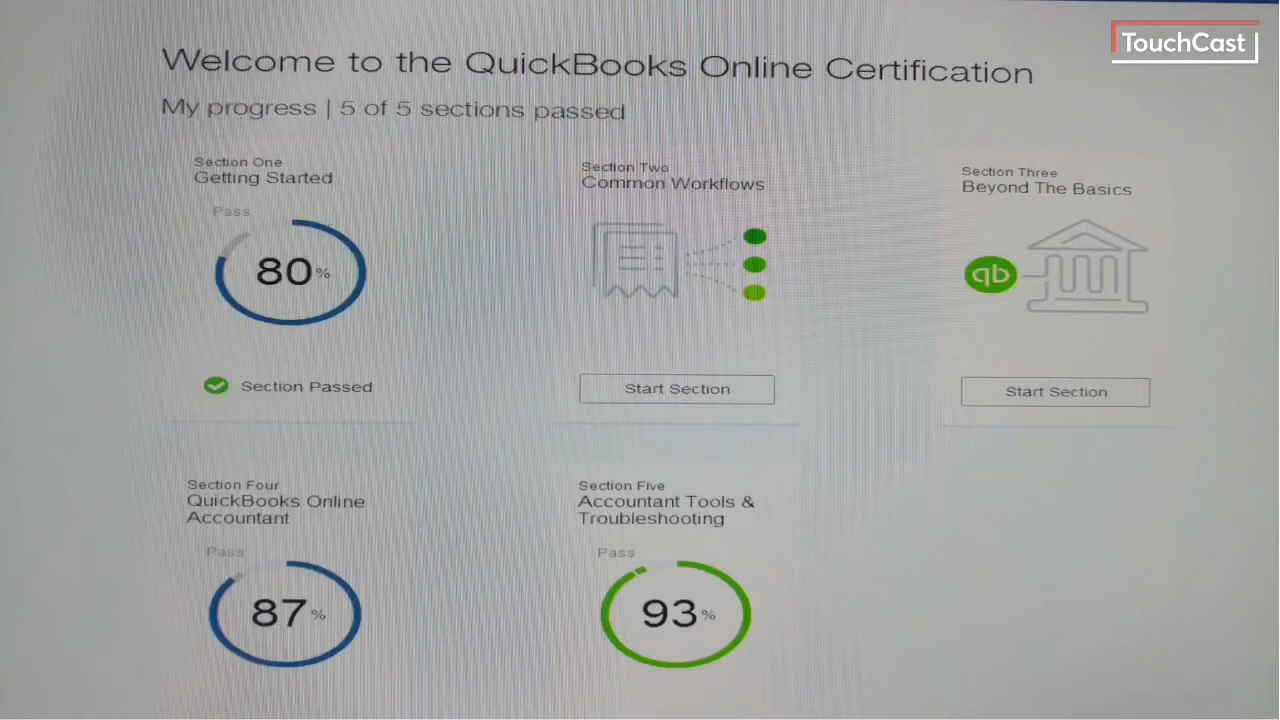 TouchCast
Welcome to the QuickBooks Online Certification
My progress | 5 of 5 sections passed
Section One
Getting Started
Pass
80%
Section Passed
Section Two
Common Workflows
Start Section
Section Three
Beyond The Basics
qb
Start Section
Section Four
QuickBooks Online
Accountant
Pass
87%
Section Five
Accountant Tools &
Troubleshooting
Pass
93%